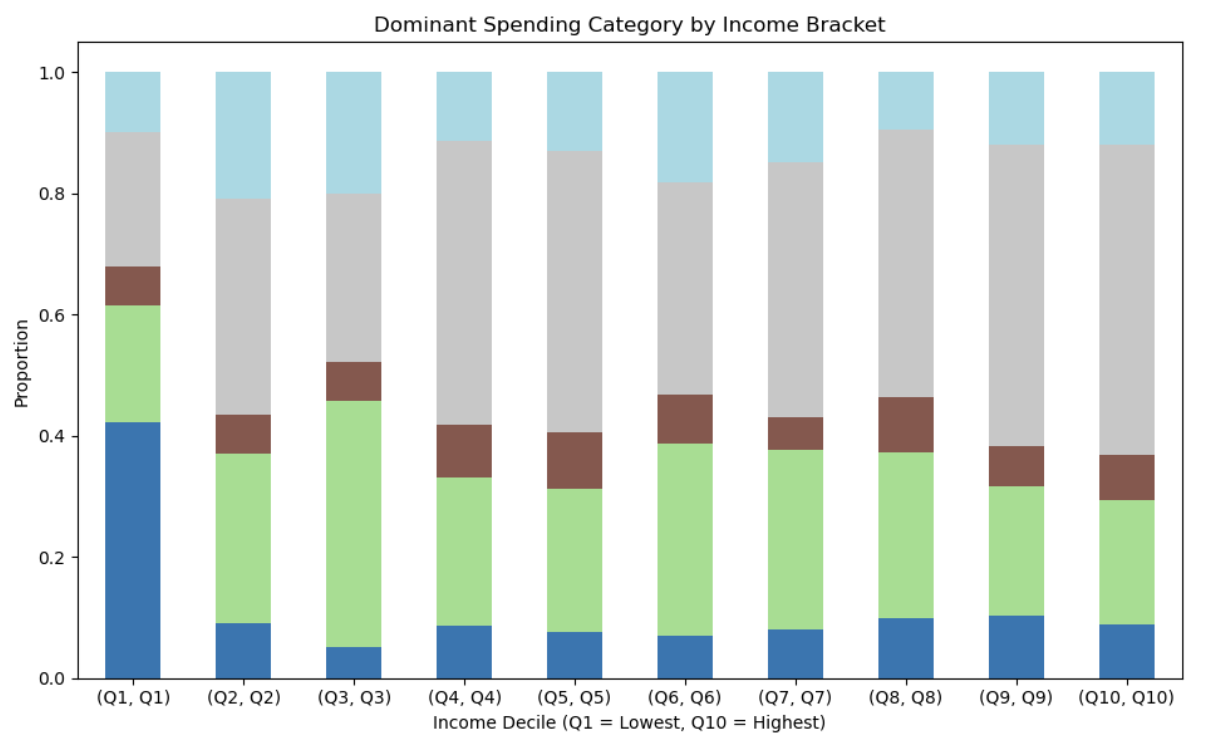 Dominant Spending Category by Income Bracket
Proportion
1.0
0.8
0.6
0.4
0.2
0.0
(Q1, Q1) (Q2, Q2) (Q3, Q3) (Q4, Q4) (Q5, Q5) (Q6, Q6) (Q7, Q7) (Q8, Q8) (Q9, Q9) (Q10, Q10)
Income Decile (Q1 = Lowest, Q10 = Highest)